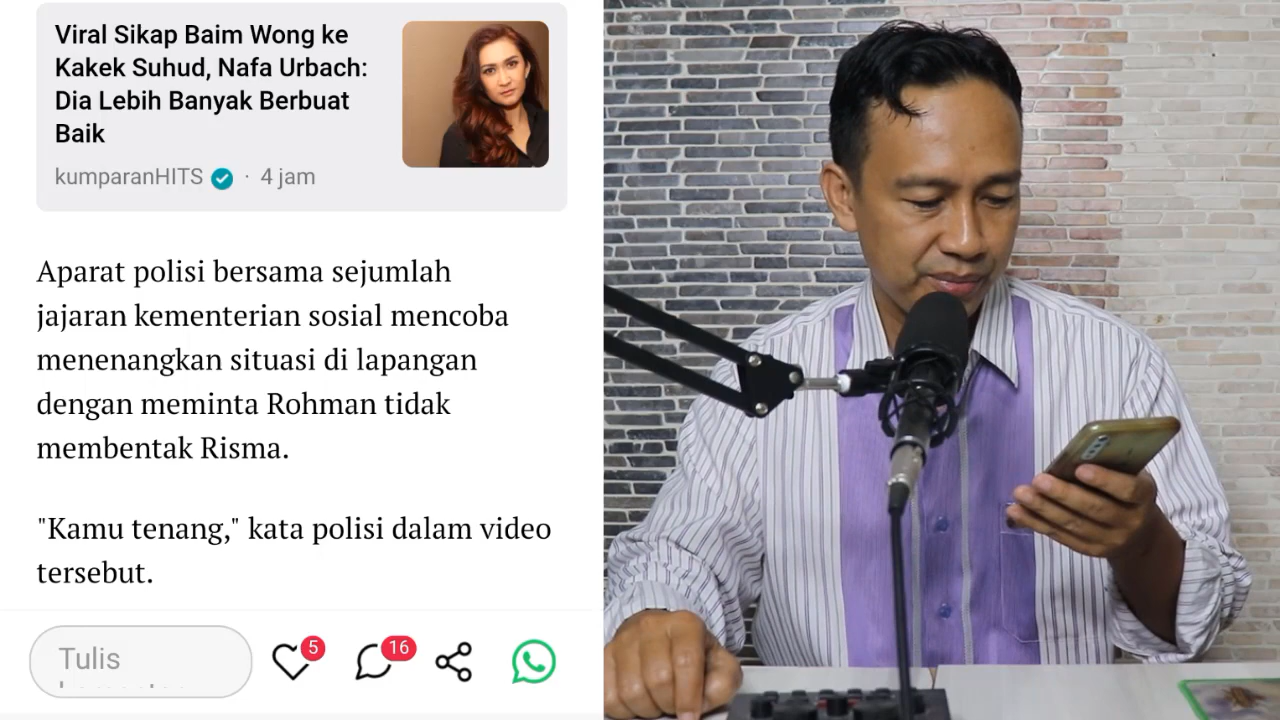 Viral Sikap Baim Wong ke
Kakek Suhud, Nafa Urbach:
Dia Lebih Banyak Berbuat
Baik
kumparanHITS · 4 jam
Aparat polisi bersama sejumlah
jajaran kementerian sosial mencoba
menenangkan situasi di lapangan
dengan meminta Rohman tidak
membentak Risma.
"Kamu tenang," kata polisi dalam video
tersebut.
Tulis
5
16